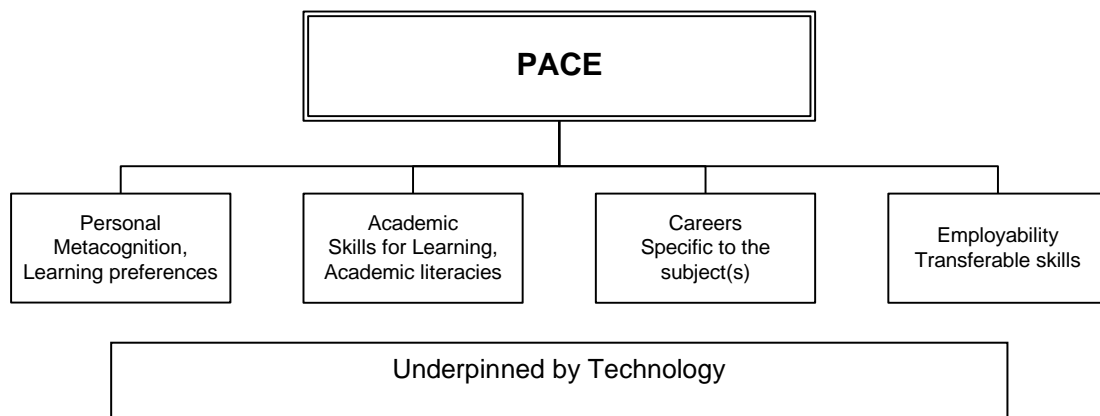 PACE
Personal
Metacognition,
Learning preferences
Academic
Skills for Learning,
Academic literacies
Careers
Specific to the
subject(s)
Employability
Transferable skills
Underpinned by Technology